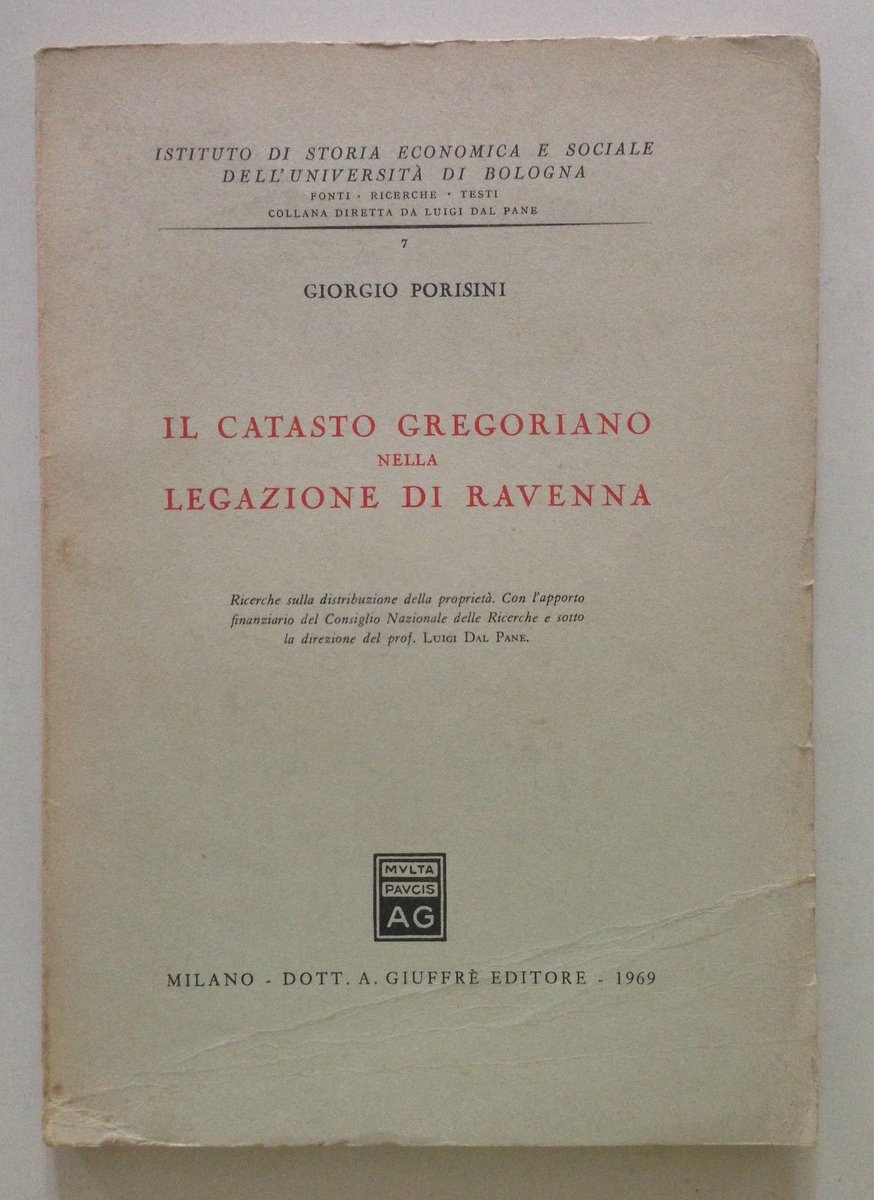 ISTITUTO DI STORIA ECONOMICA E SOCIALE
DELL'UNIVERSITÀ DI BOLOGNA
FONTI • RICERCHE • TESTI
COLLANA DIRETTA DA LUIGI DAL PANE
7
GIORGIO PORISINI
IL CATASTO GREGORIANO
NELLA
LEGAZIONE DI RAVENNA
Ricerche sulla distribuzione della proprietà. Con l'apporto
finanziario del Consiglio Nazionale delle Ricerche e sotto
la direzione del prof. LUIGI DAL PANE.
MVLTA
PAVCIS
AG
MILANO - DOTT. A. GIUFFRÈ EDITORE - 1969